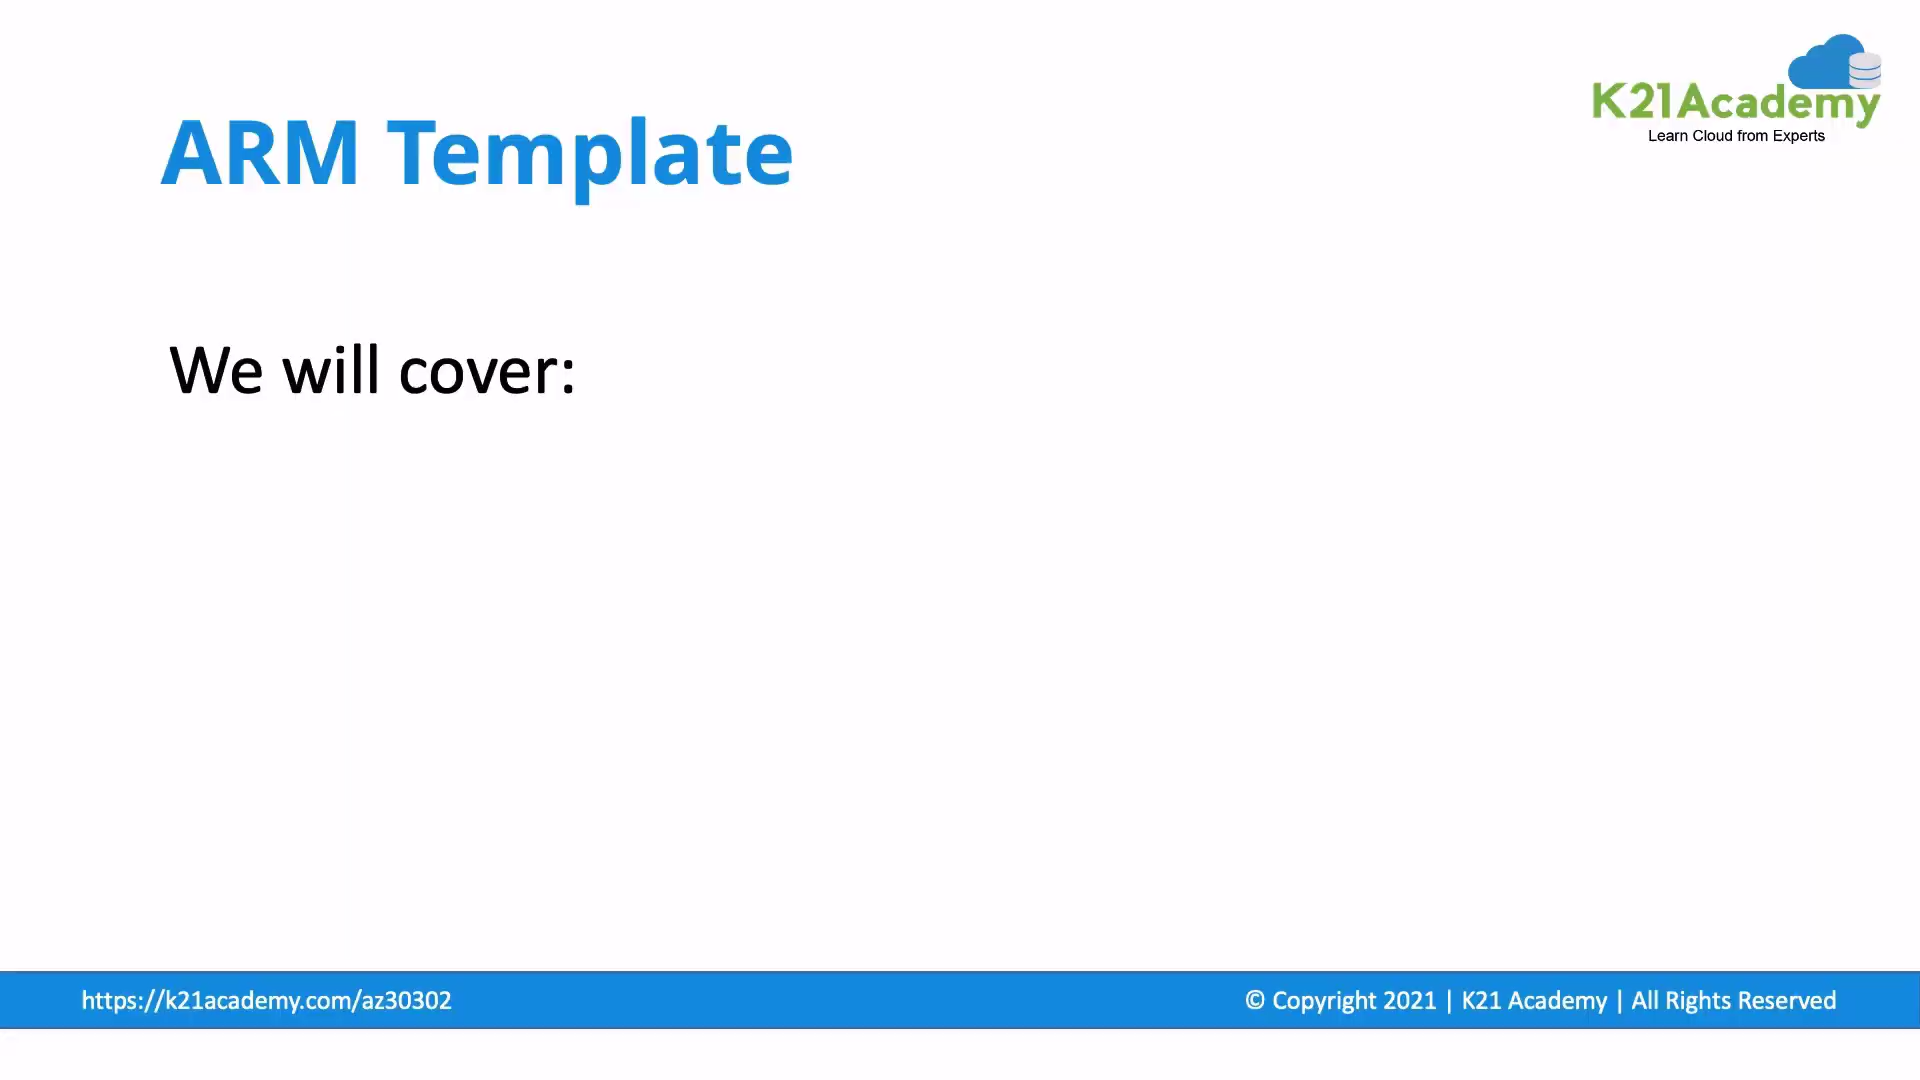 K21Academy
Learn Cloud from Experts
ARM Template
We will cover:
https://k21academy.com/az30302
© Copyright 2021 | K21 Academy | All Rights Reserved